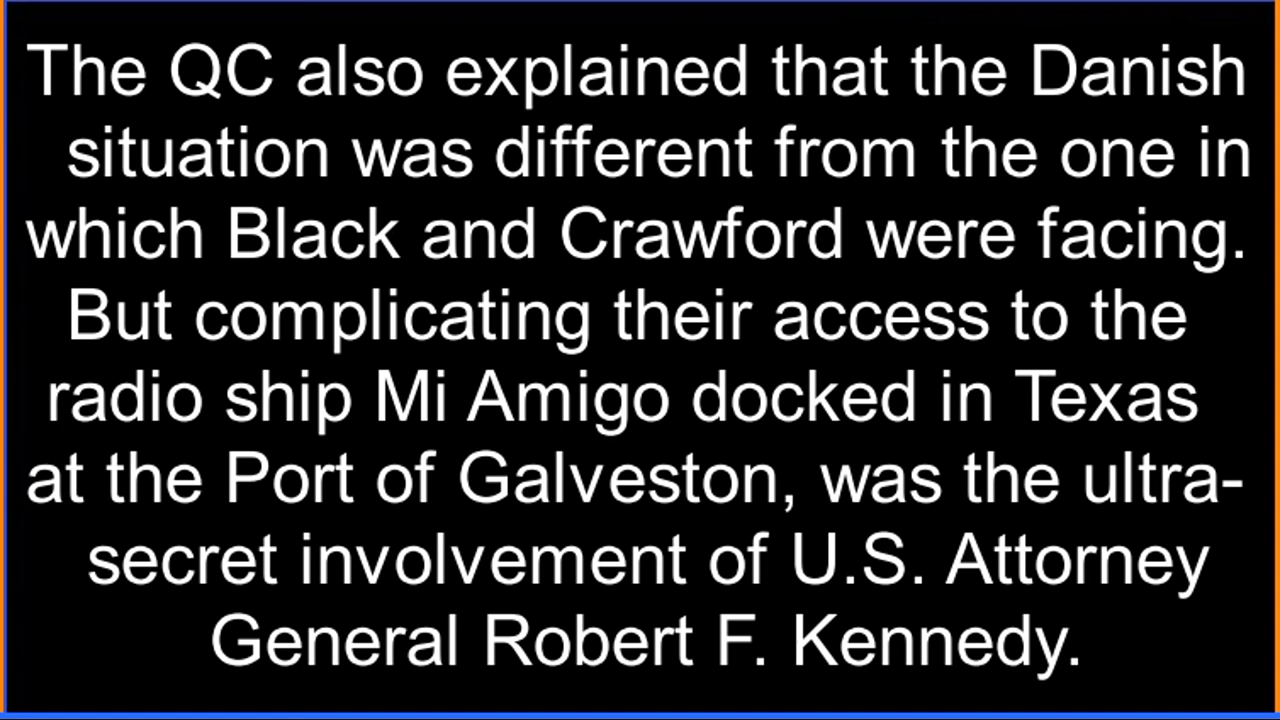 The QC also explained that the Danish
situation was different from the one in
which Black and Crawford were facing.
But complicating their access to the
radio ship Mi Amigo docked in Texas
at the Port of Galveston, was the ultra-
secret involvement of U.S. Attorney
General Robert F. Kennedy.